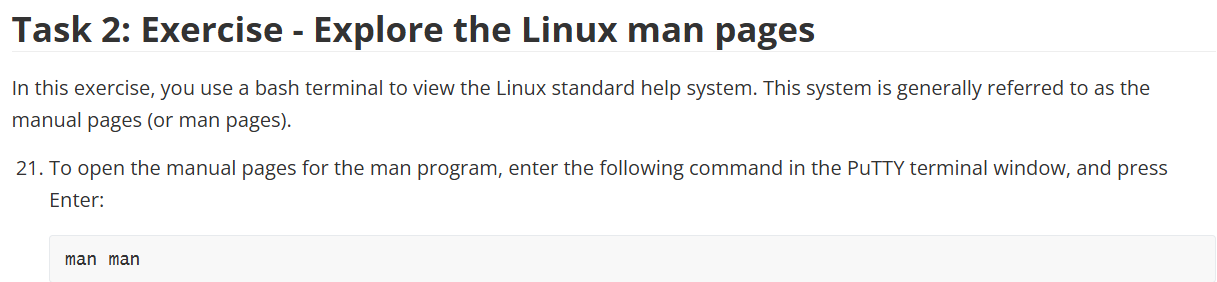 Task 2: Exercise - Explore the Linux man pages
In this exercise, you use a bash terminal to view the Linux standard help system. This system is generally referred to as the
manual pages (or man pages).
21. To open the manual pages for the man program, enter the following command in the PuTTY terminal window, and press
Enter:
man man